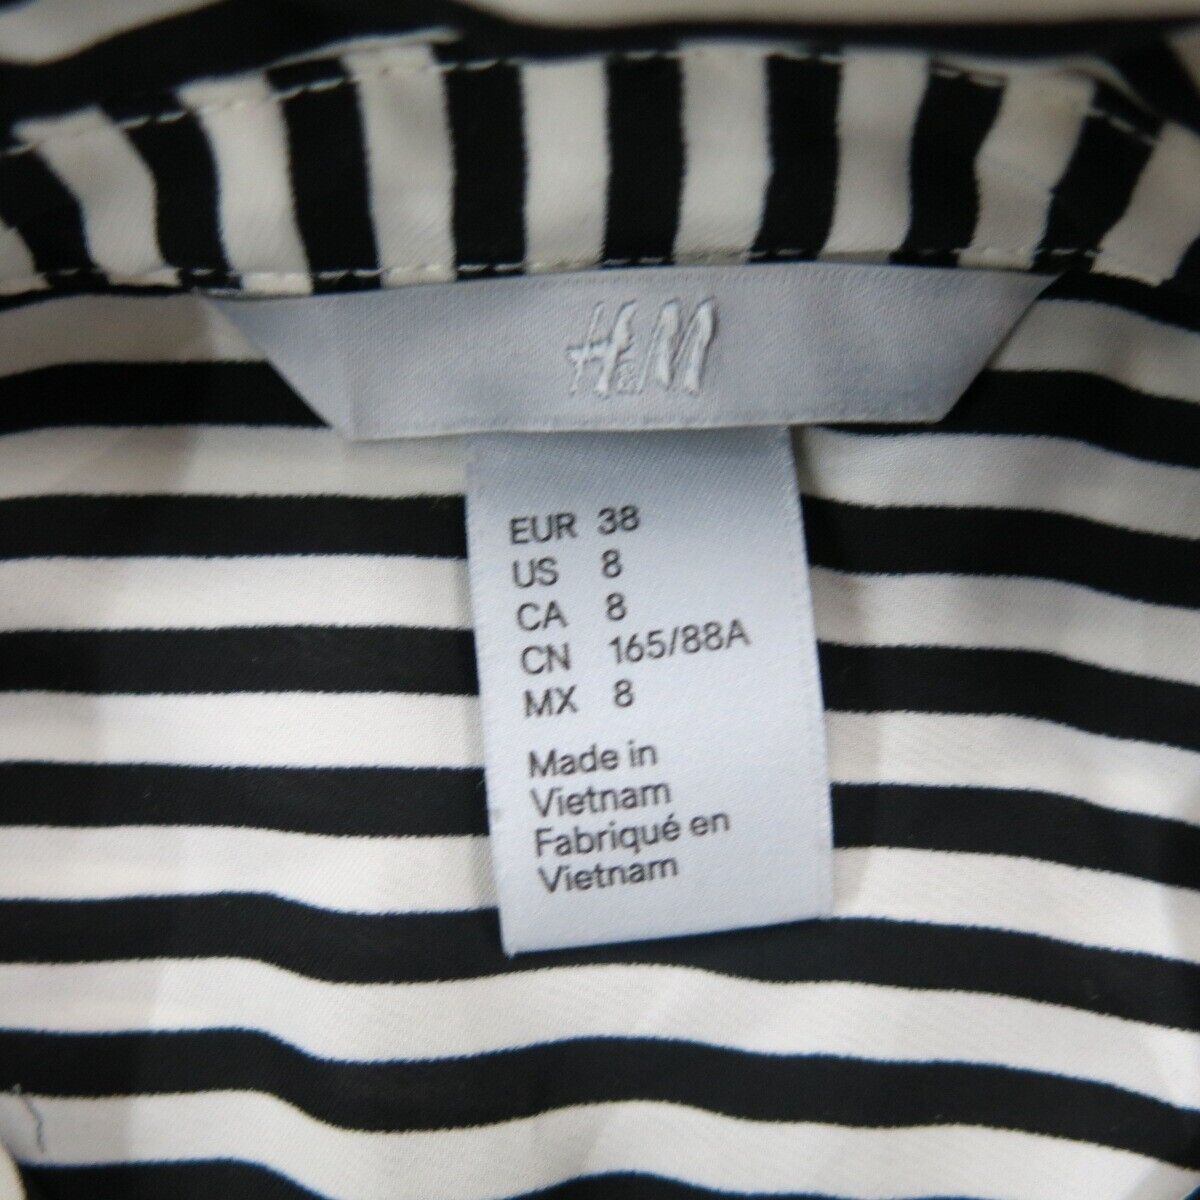 H&M
EUR 38
US 8
CA 8
CN 165/88A
MX 8
Made in
Vietnam
Fabriqué en
Vietnam